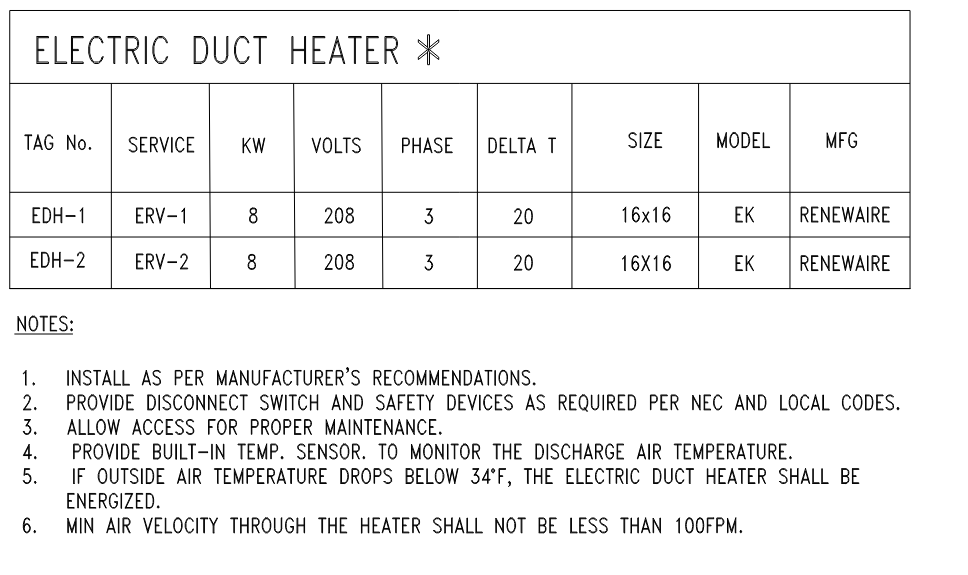 ELECTRIC DUCT HEATER *
TAG No. SERVICE KW VOLTS PHASE DELTA T SIZE MODEL MFG
EDH-1 ERV-1 8 208 3 20 16x16 EK RENEWAIRE
EDH-2 ERV-2 8 208 3 20 16X16 EK RENEWAIRE
NOTES:
1. INSTALL AS PER MANUFACTURER'S RECOMMENDATIONS.
2. PROVIDE DISCONNECT SWITCH AND SAFETY DEVICES AS REQUIRED PER NEC AND LOCAL CODES.
3. ALLOW ACCESS FOR PROPER MAINTENANCE.
4. PROVIDE BUILT-IN TEMP. SENSOR. TO MONITOR THE DISCHARGE AIR TEMPERATURE.
5. IF OUTSIDE AIR TEMPERATURE DROPS BELOW 34°F, THE ELECTRIC DUCT HEATER SHALL BE
ENERGIZED.
6. MIN AIR VELOCITY THROUGH THE HEATER SHALL NOT BE LESS THAN 100FPM.